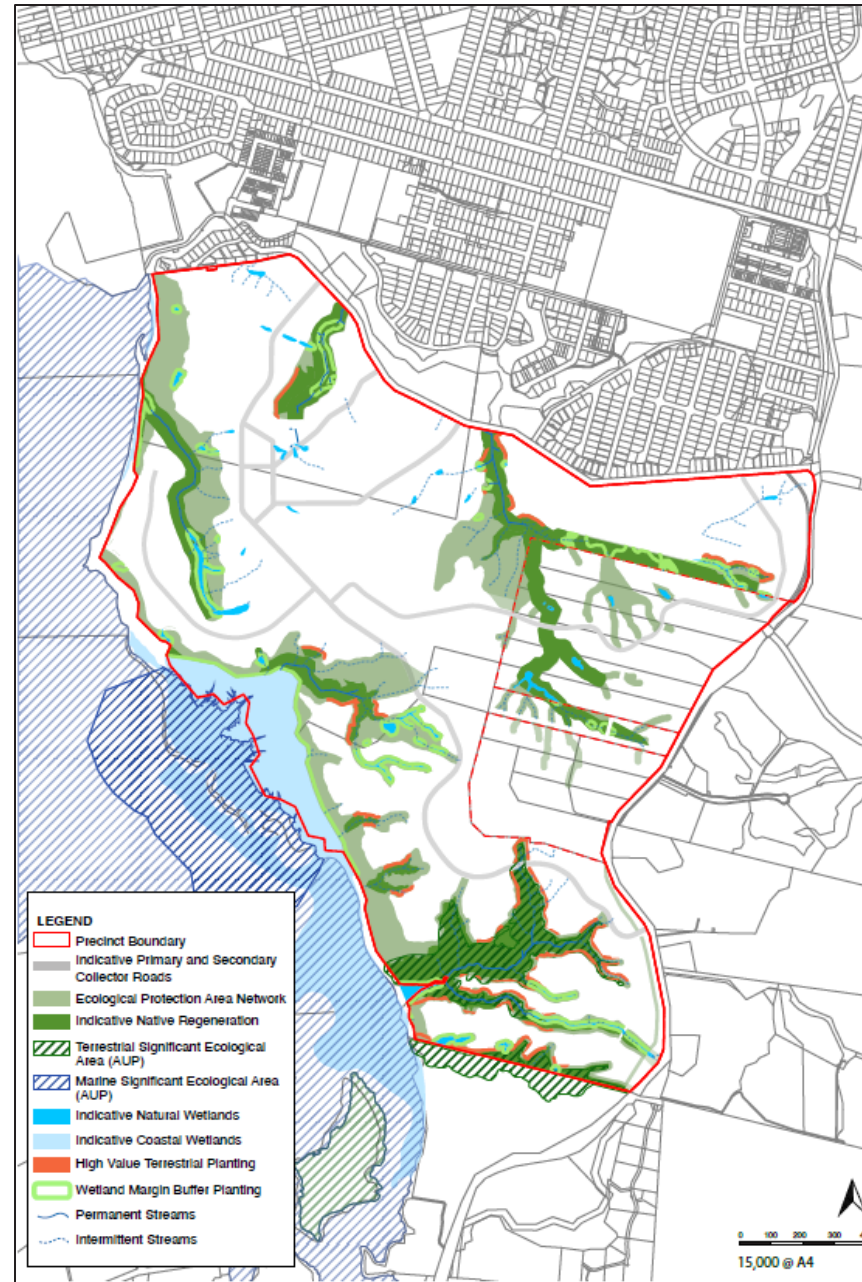 LEGEND
Precinct Boundary
Indicative Primary and Secondary
Collector Roads
Ecological Protection Area Network
Indicative Native Regeneration
Terrestrial Significant Ecological
Area (AUP)
Marine Significant Ecological Area
(AUP)
Indicative Natural Wetlands
Indicative Coastal Wetlands
High Value Terrestrial Planting
Wetland Margin Buffer Planting
Permanent Streams
Intermittent Streams
0 100 200 300
15,000 @ A4